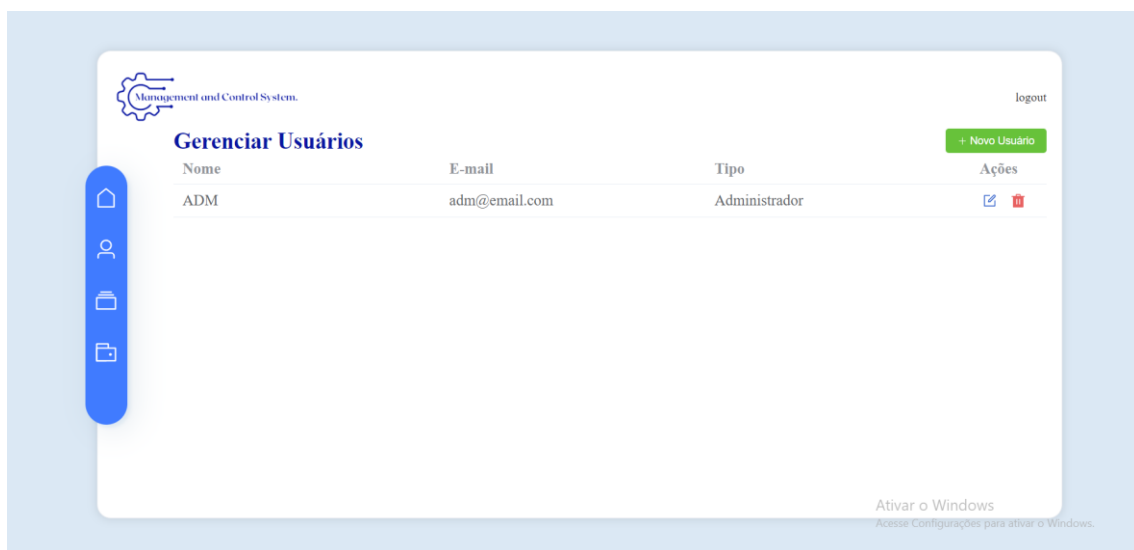 Management and Control System.
logout
Gerenciar Usuários
+ Novo Usuário
Nome E-mail Tipo Ações
ADM adm@email.com Administrador
Ativar o Windows
Acesse Configurações para ativar o Windows.